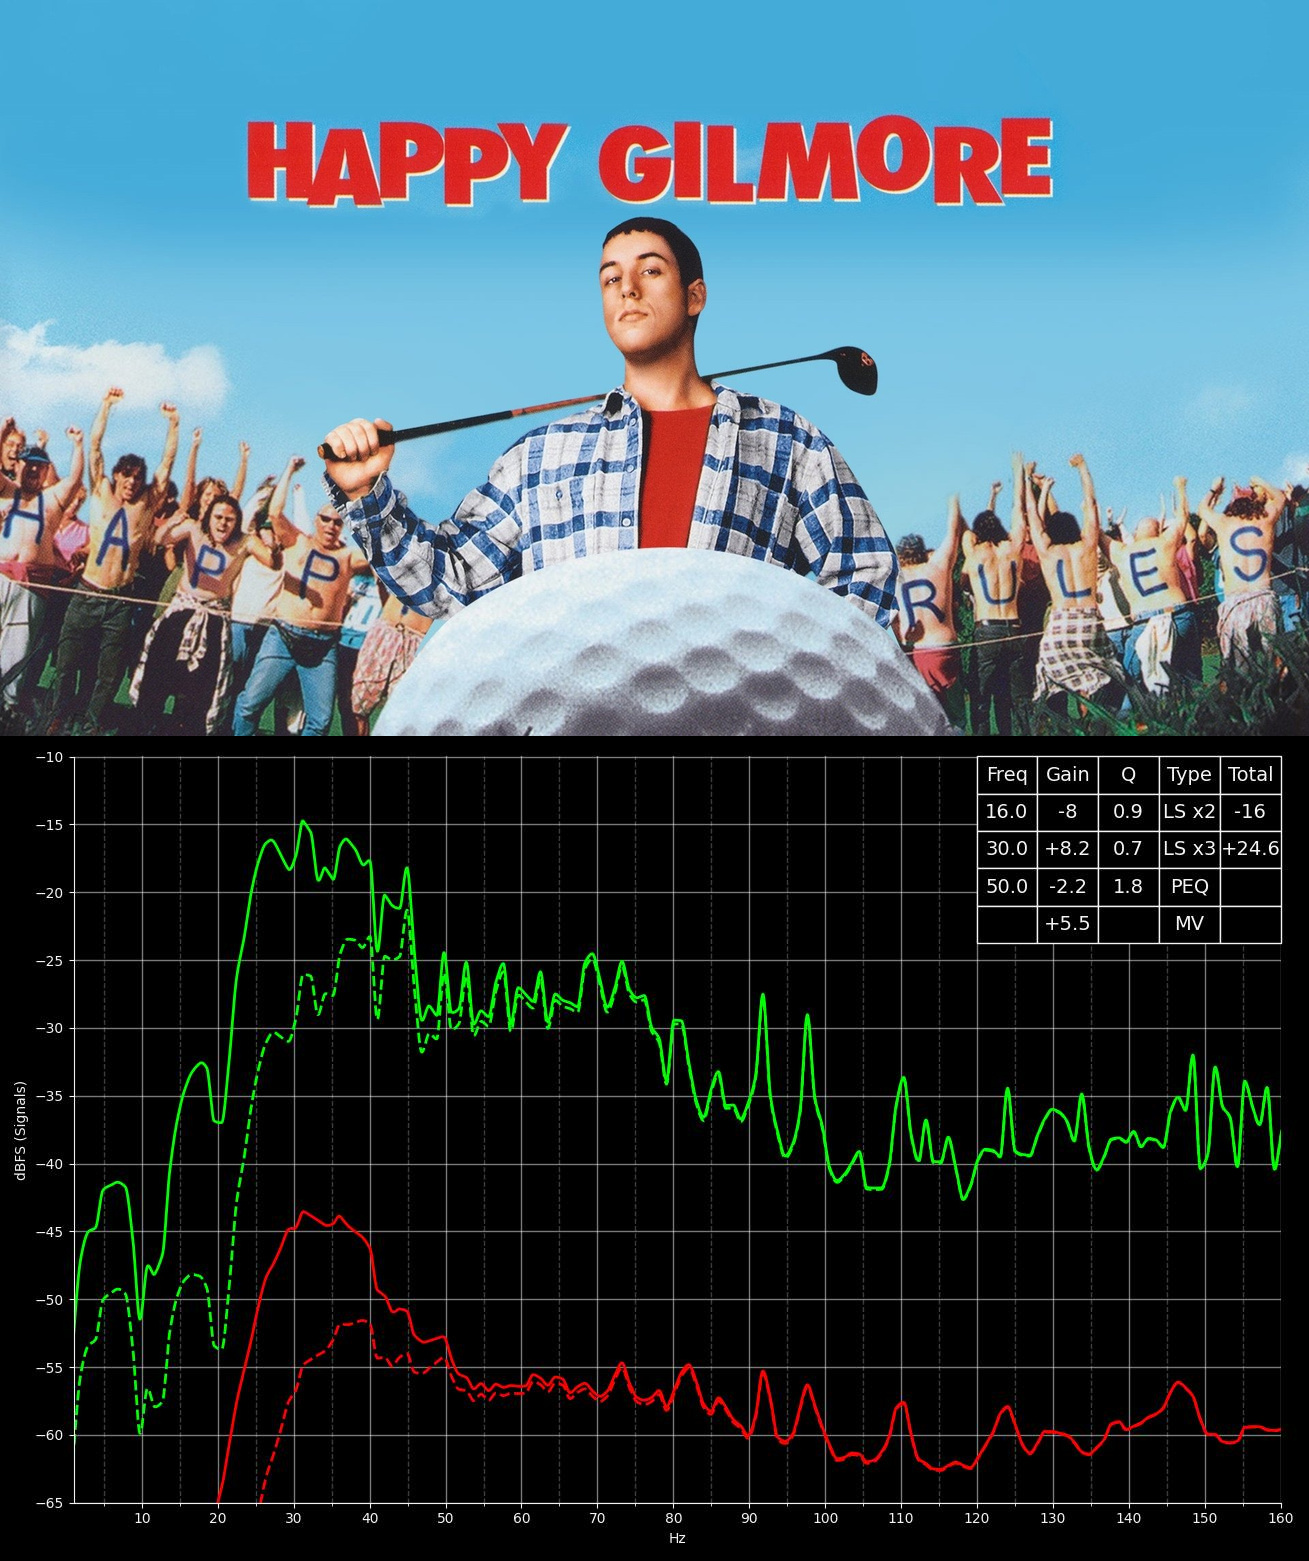 HAPPY GILMORE
H A P P Y RULES
Freq Gain Q Type Total
16.0 -8 0.9 LS x2 -16
30.0 +8.2 0.7 LS x3 +24.6
50.0 -2.2 1.8 PEQ
+5.5 MV
−10
−15
−20
−25
−30
−35
−40
−45
−50
−55
−60
−65
dBFS (Signals)
10 20 30 40 50 60 70 80 90 100 110 120 130 140 150 160
Hz